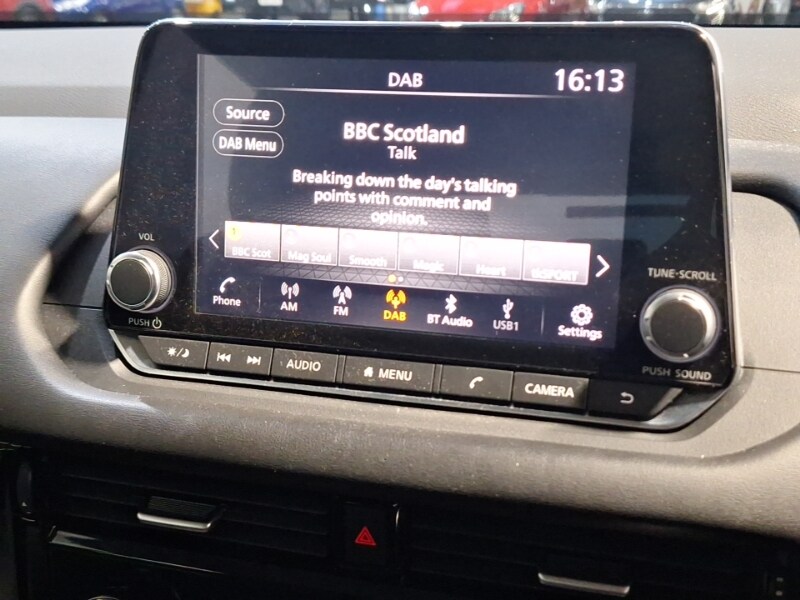 DAB
16:13
Source
DAB Menu
BBC Scotland
Talk
Breaking down the day's talking
points with comment and
opinion.
1
BBC Scot
Mag Soul
Smooth
Magic
Heart
VOL
TUNE·SCROLL
Phone
AM
FM
DAB
BT Audio
USB1
Settings
PUSH
PUSH SOUND
AUDIO
MENU
CAMERA